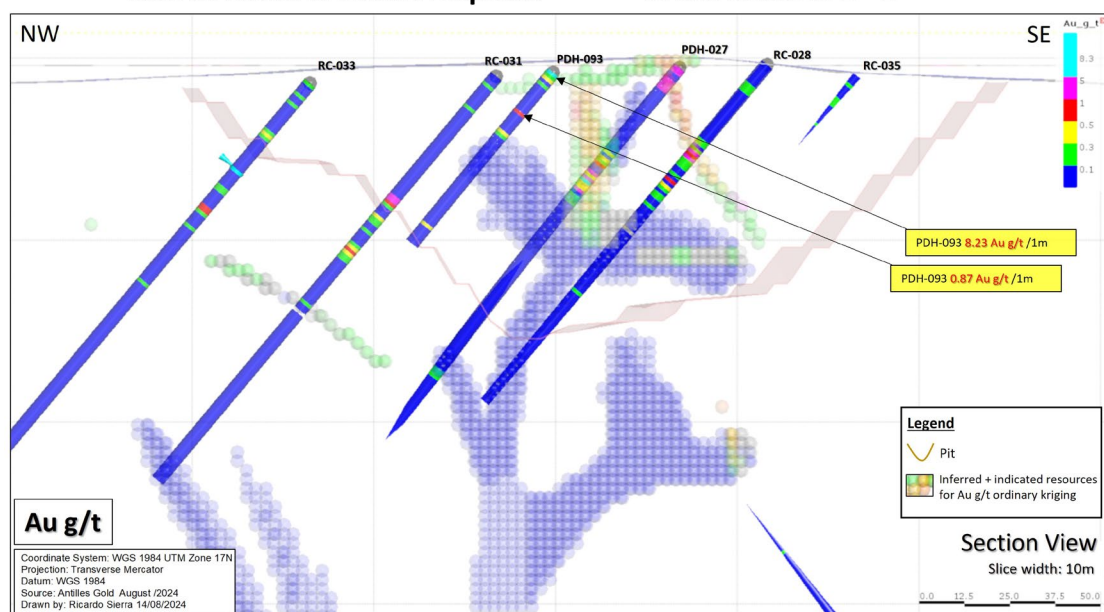 NW
SE
Au_g_t
RC-033
RC-031
PDH-093
PDH-027
RC-028
RC-035
8.3
5
1
0.5
0.3
0.1
PDH-093 8.23 Au g/t /1m
PDH-093 0.87 Au g/t /1m
Legend
Pit
Inferred + indicated resources
for Au g/t ordinary kriging
Au g/t
Coordinate System: WGS 1984 UTM Zone 17N
Projection: Transverse Mercator
Datum: WGS 1984
Source: Antilles Gold August /2024
Drawn by: Ricardo Sierra 14/08/2024
Section View
Slice width: 10m
0.0 12.5 25.0 37.5 50.0